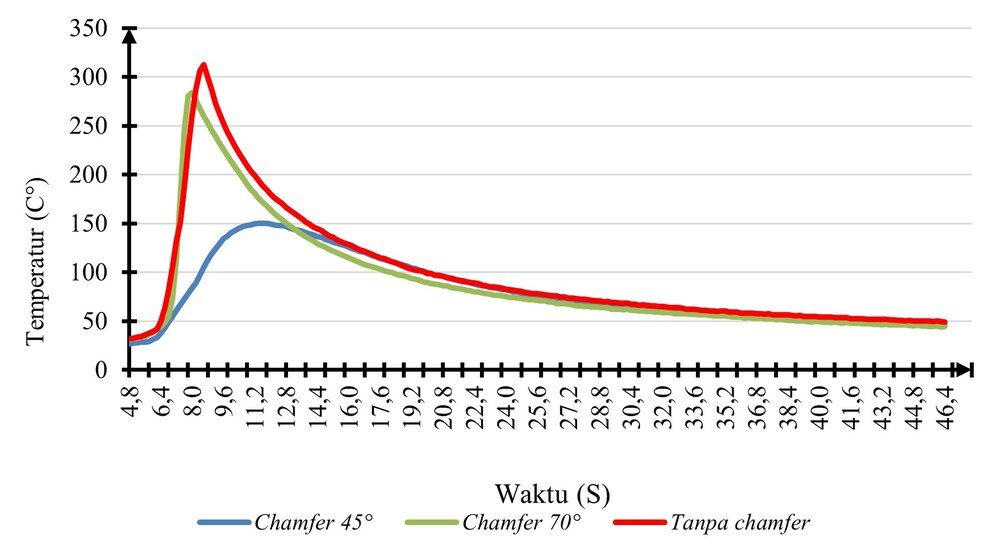 350
300
250
200
150
100
50
0
Temperatur (C°)
4,8 6,4 8,0 9,6 11,2 12,8 14,4 16,0 17,6 19,2 20,8 22,4 24,0 25,6 27,2 28,8 30,4 32,0 33,6 35,2 36,8 38,4 40,0 41,6 43,2 44,8 46,4
Waktu (S)
Chamfer 45° Chamfer 70° Tanpa chamfer